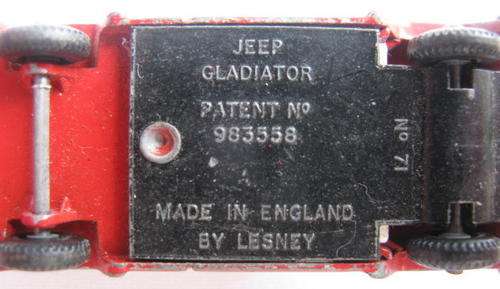 JEEP
GLADIATOR
PATENT Nº
983558
MADE IN ENGLAND
BY LESNEY
Nº 71